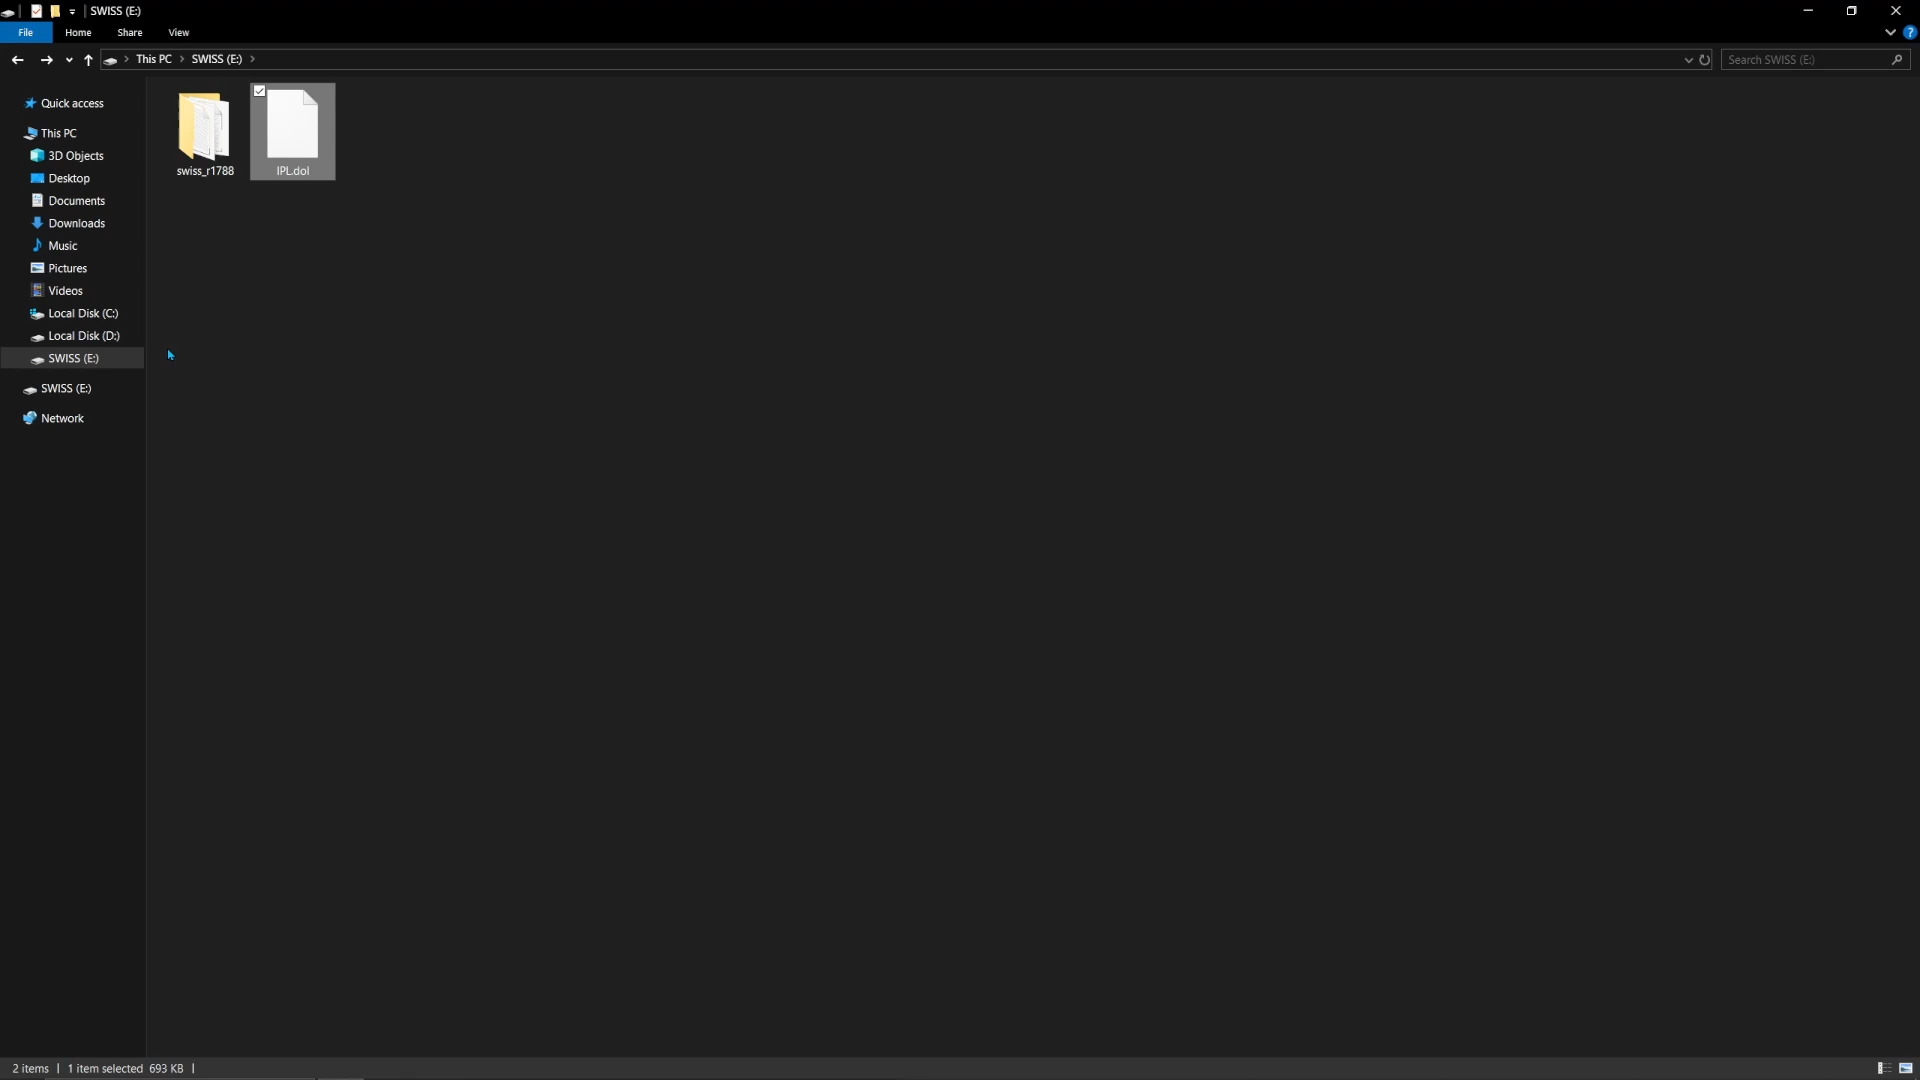 SWISS (E:)
File Home Share View
This PC SWISS (E:) Search SWISS (E:)
Quick access
This PC
3D Objects
Desktop
Documents
Downloads
Music
Pictures
Videos
Local Disk (C:)
Local Disk (D:)
SWISS (E:)
SWISS (E:)
Network
swiss_r1788 IPL.dol
2 items 1 item selected 693 KB